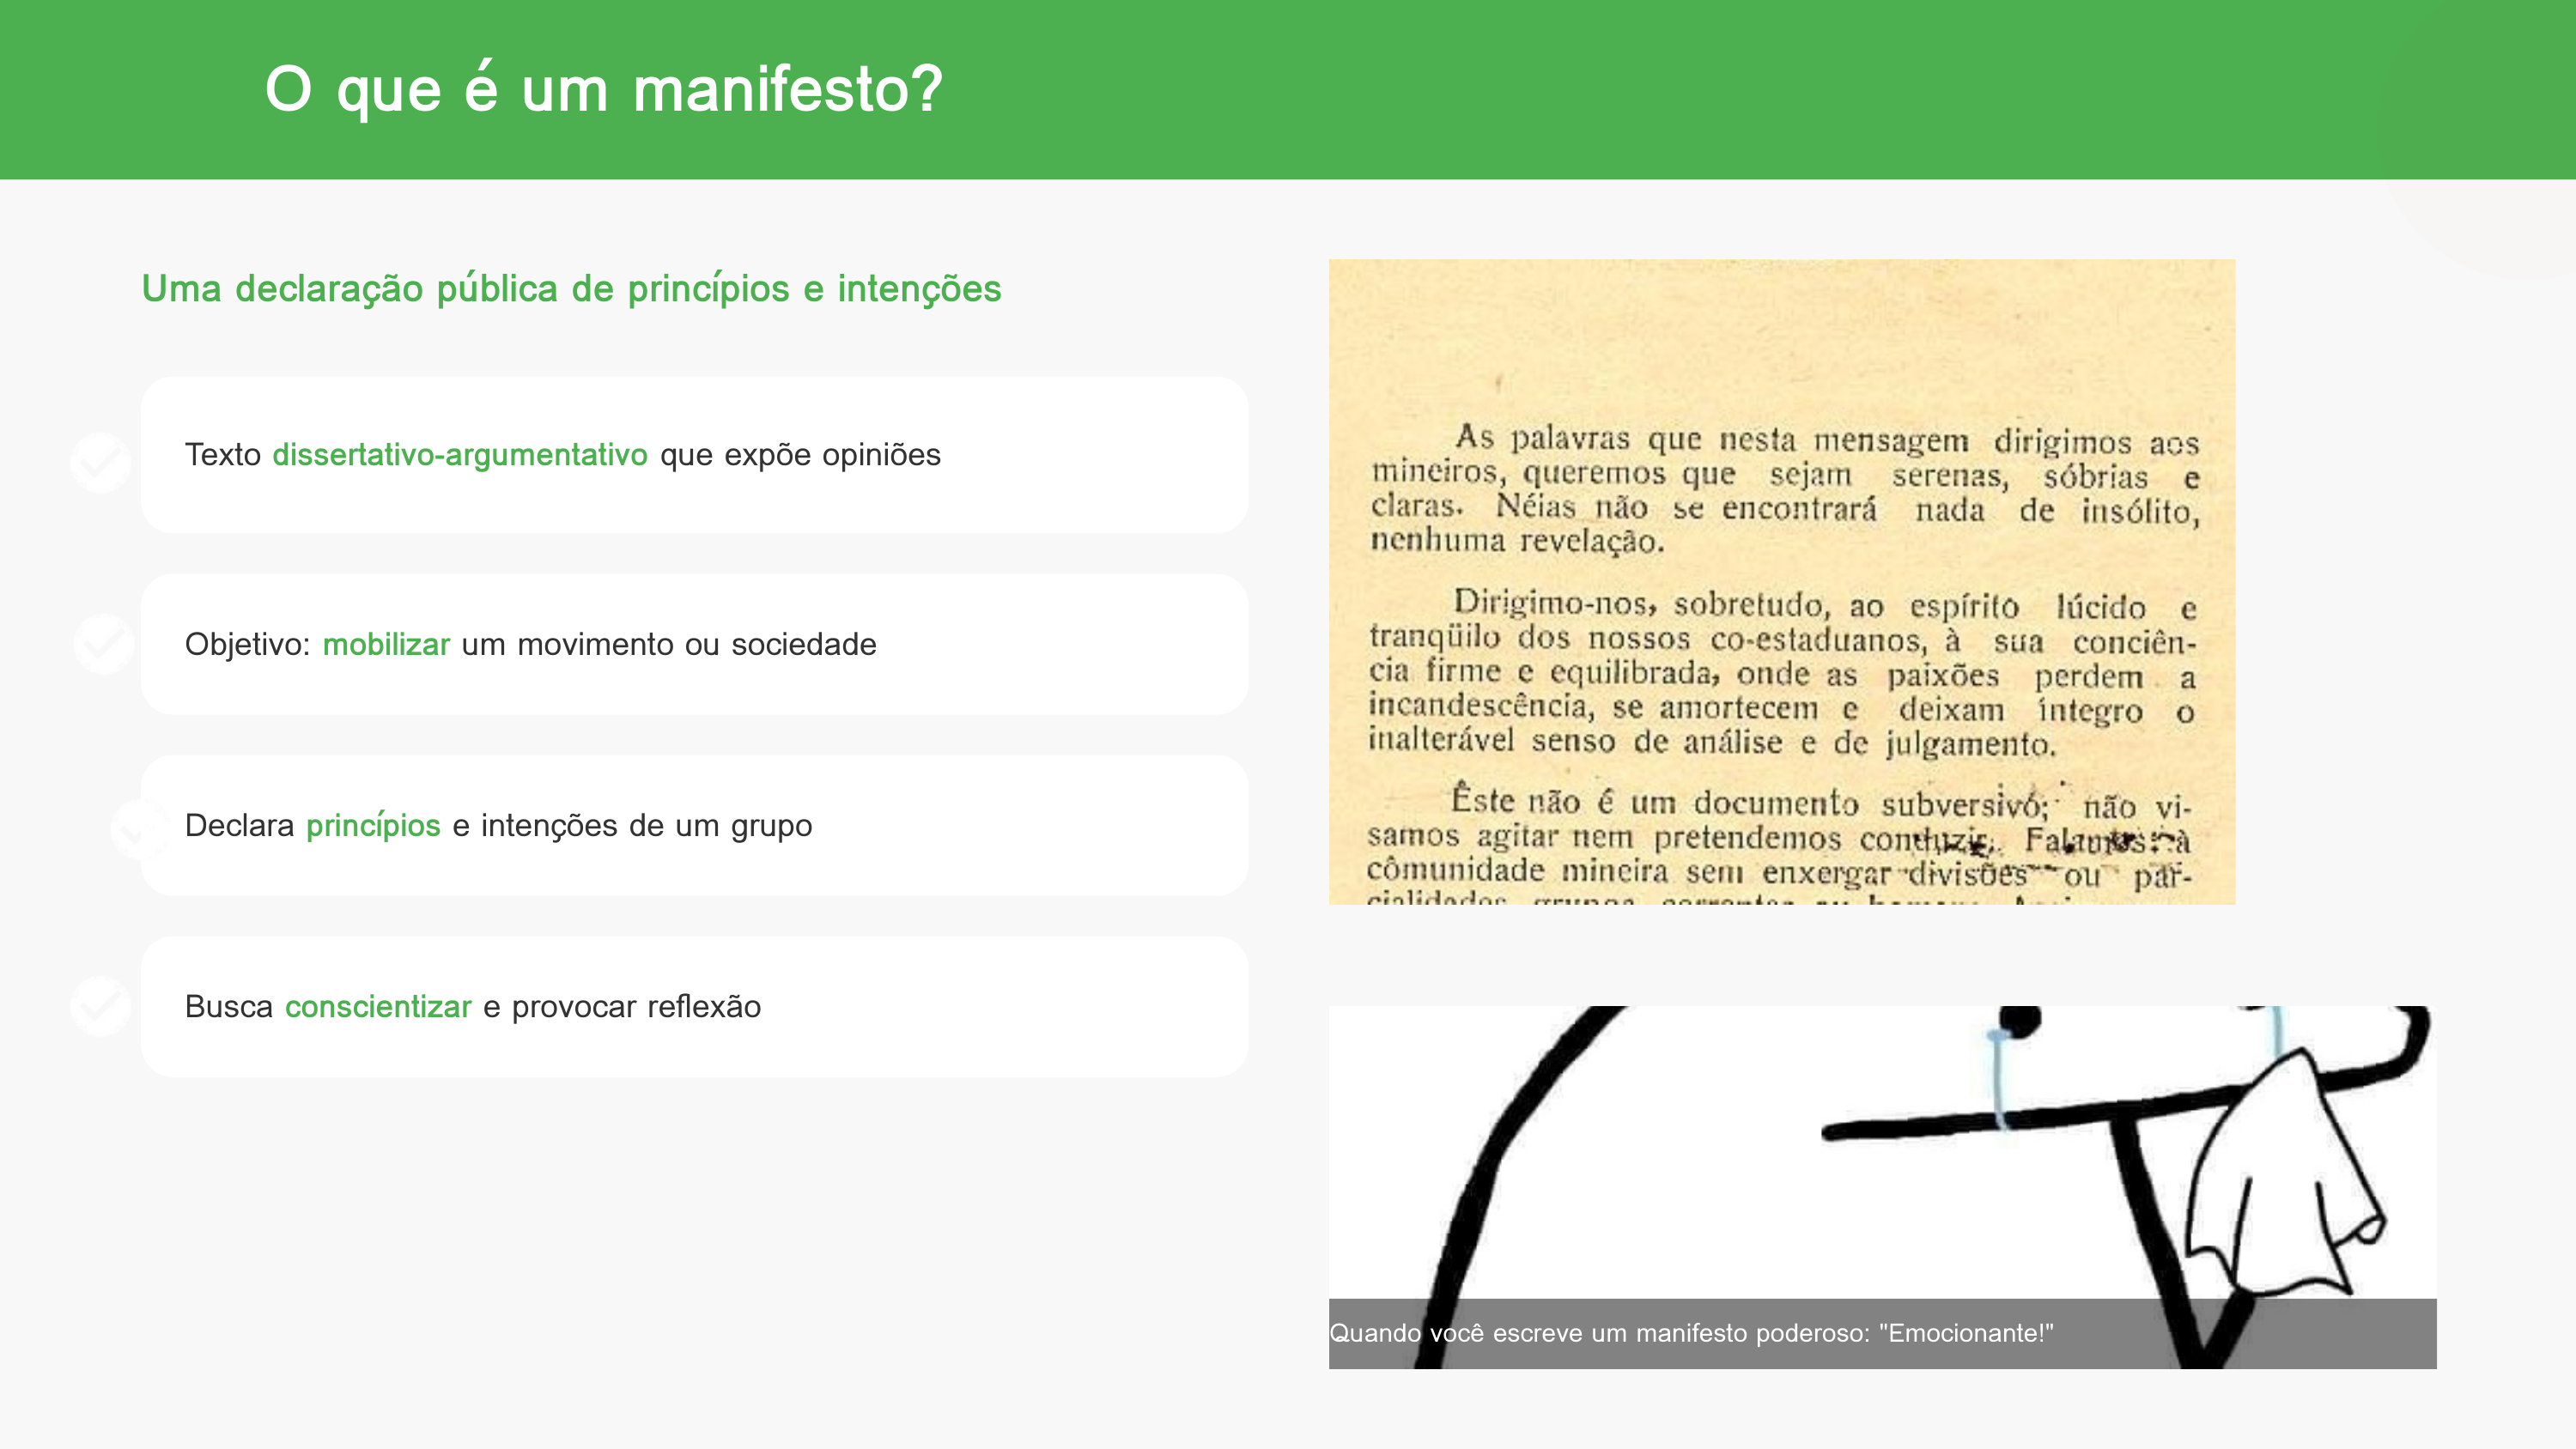 O que é um manifesto?
Uma declaração pública de princípios e intenções
Texto dissertativo-argumentativo que expõe opiniões
Objetivo: mobilizar um movimento ou sociedade
Declara princípios e intenções de um grupo
Busca conscientizar e provocar reflexão
As palavras que nesta mensagem dirigimos aos
mineiros, queremos que sejam serenas, sóbrias e
claras. Néias não se encontrará nada de insólito,
nenhuma revelação.
Dirigimo-nos, sobretudo, ao espírito lúcido e
tranqüilo dos nossos co-estaduanos, à sua conciên-
cia firme e equilibrada, onde as paixões perdem a
incandescência, se amortecem e deixam íntegro o
inalterável senso de análise e de julgamento.
Êste não é um documento subversivo; não vi-
samos agitar nem pretendemos conduzir. Falamos à
comunidade mineira sem enxergar divisões ou par-
Quando você escreve um manifesto poderoso: "Emocionante!"